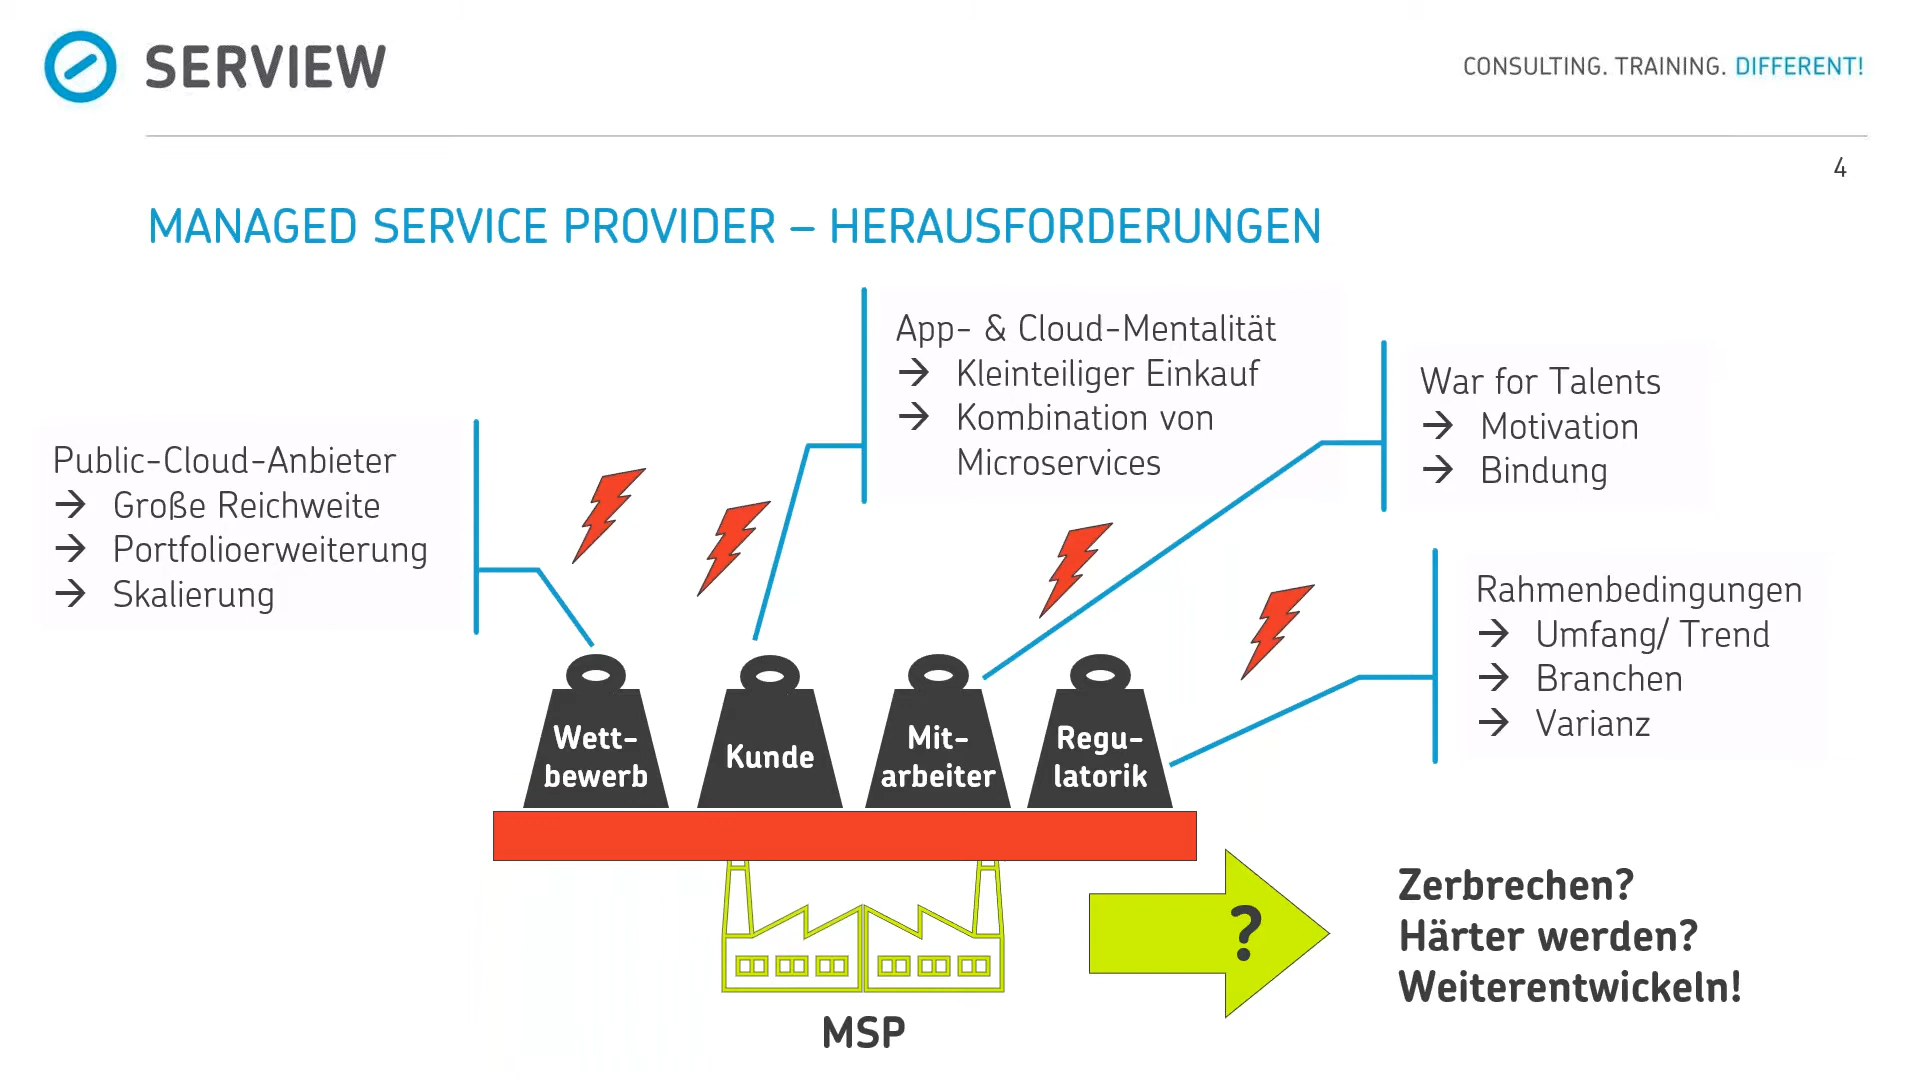 SERVIEW
CONSULTING. TRAINING. DIFFERENT!
4
MANAGED SERVICE PROVIDER – HERAUSFORDERUNGEN
Public-Cloud-Anbieter
→ Große Reichweite
→ Portfolioerweiterung
→ Skalierung
App- & Cloud-Mentalität
→ Kleinteiliger Einkauf
→ Kombination von
Microservices
War for Talents
→ Motivation
→ Bindung
Rahmenbedingungen
→ Umfang/ Trend
→ Branchen
→ Varianz
Wett-
bewerb
Kunde
Mit-
arbeiter
Regu-
latorik
MSP
?
Zerbrechen?
Härter werden?
Weiterentwickeln!